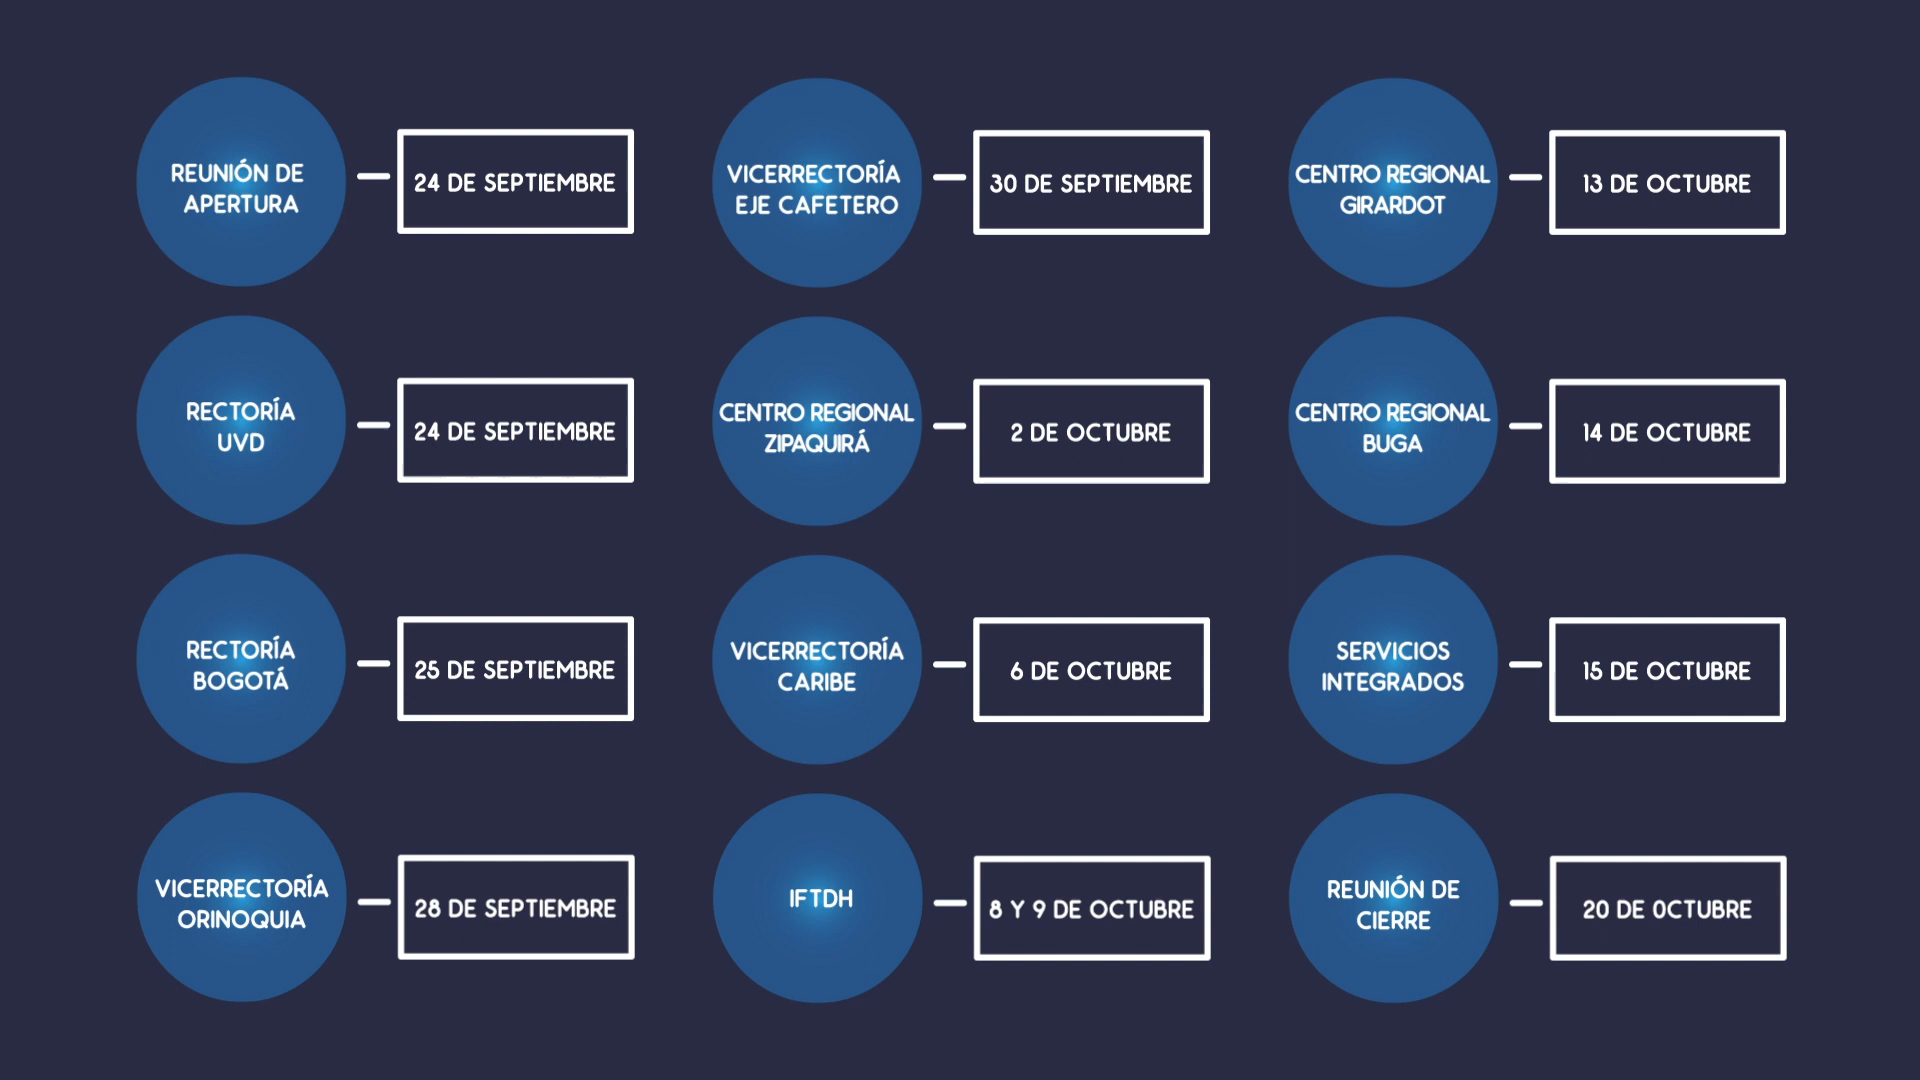 REUNIÓN DE
APERTURA
24 DE SEPTIEMBRE
RECTORÍA
UVD
24 DE SEPTIEMBRE
RECTORÍA
BOGOTÁ
25 DE SEPTIEMBRE
VICERRECTORÍA
ORINOQUIA
28 DE SEPTIEMBRE
VICERRECTORÍA
EJE CAFETERO
30 DE SEPTIEMBRE
CENTRO REGIONAL
ZIPAQUIRÁ
2 DE OCTUBRE
VICERRECTORÍA
CARIBE
6 DE OCTUBRE
IFTDH
8 Y 9 DE OCTUBRE
CENTRO REGIONAL
GIRARDOT
13 DE OCTUBRE
CENTRO REGIONAL
BUGA
14 DE OCTUBRE
SERVICIOS
INTEGRADOS
15 DE OCTUBRE
REUNIÓN DE
CIERRE
20 DE 0CTUBRE